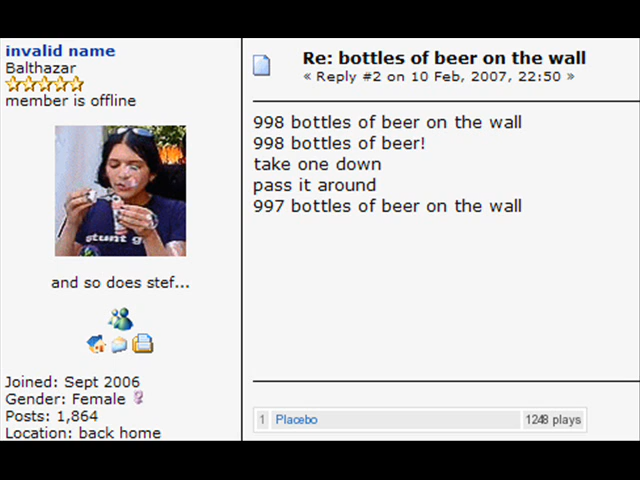 invalid name
Balthazar
member is offline
stunt g
and so does stef...
Joined: Sept 2006
Gender: Female
Posts: 1,864
Location: back home
Re: bottles of beer on the wall
« Reply #2 on 10 Feb, 2007, 22:50 »
998 bottles of beer on the wall
998 bottles of beer!
take one down
pass it around
997 bottles of beer on the wall
1 Placebo 1248 plays